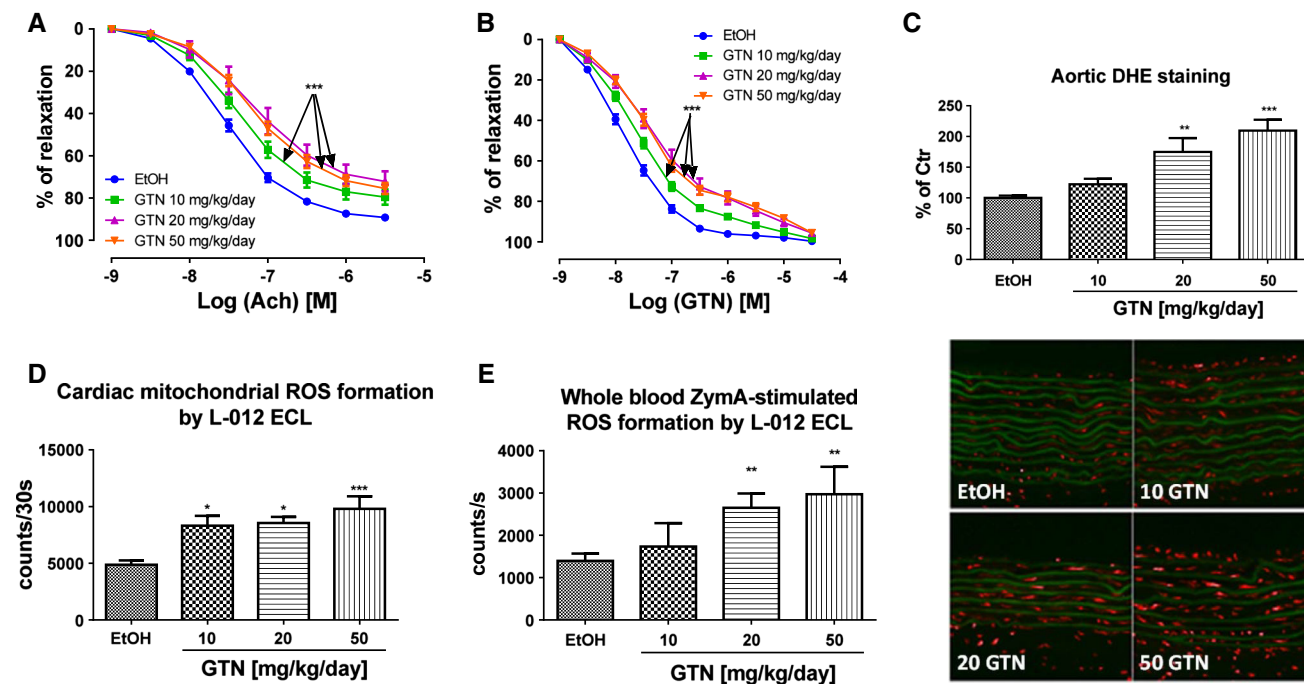 A
0
20
40
60
80
100
% of relaxation
***
EtOH
GTN 10 mg/kg/day
GTN 20 mg/kg/day
GTN 50 mg/kg/day
-9 -8 -7 -6 -5
Log (Ach) [M]
B
0
20
40
60
80
100
% of relaxation
EtOH
GTN 10 mg/kg/day
GTN 20 mg/kg/day
GTN 50 mg/kg/day
***
-9 -8 -7 -6 -5 -4
Log (GTN) [M]
C
Aortic DHE staining
250
200
150
100
50
0
% of Ctr
** ***
EtOH 10 20 50
GTN [mg/kg/day]
EtOH 10 GTN
20 GTN 50 GTN
D
Cardiac mitochondrial ROS formation
by L-012 ECL
15000
10000
5000
0
counts/30s
* * ***
EtOH 10 20 50
GTN [mg/kg/day]
E
Whole blood ZymA-stimulated
ROS formation by L-012 ECL
4000
3000
2000
1000
0
counts/s
** **
EtOH 10 20 50
GTN [mg/kg/day]